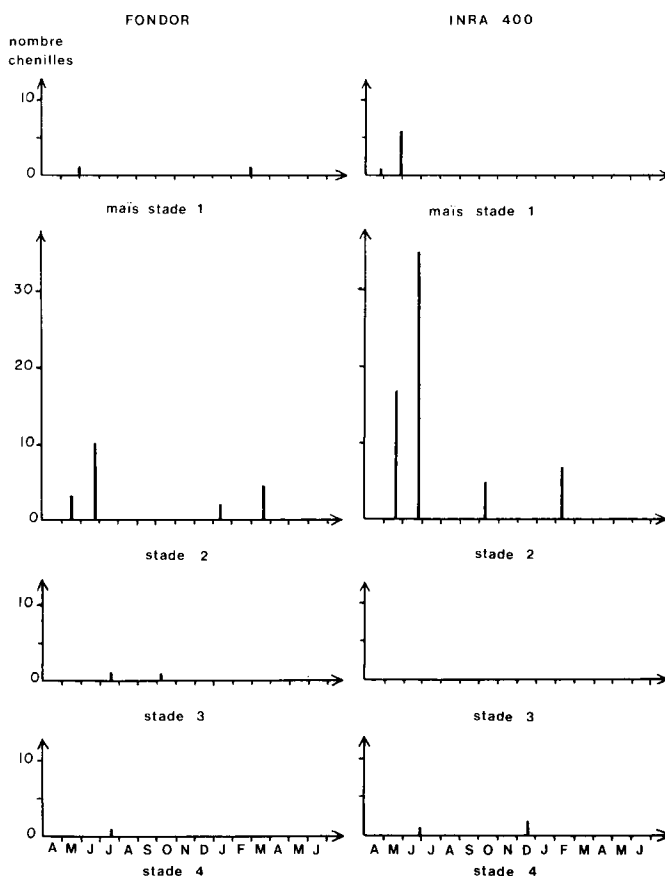 FONDOR
INRA 400
nombre
chenilles
10
0
maïs stade 1
maïs stade 1
30
20
10
0
stade 2
stade 2
10
0
stade 3
stade 3
10
0
A M J J A S O N D J F M A M J
A M J J A S O N D J F M A M J
stade 4
stade 4